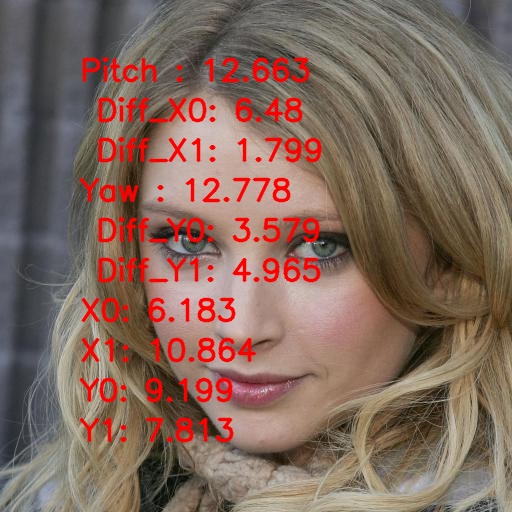 Pitch : 12.663
Diff_X0: 6.48
Diff_X1: 1.799
Yaw : 12.778
Diff_Y0: 3.579
Diff_Y1: 4.965
X0: 6.183
X1: 10.864
Y0: 9.199
Y1: 7.813